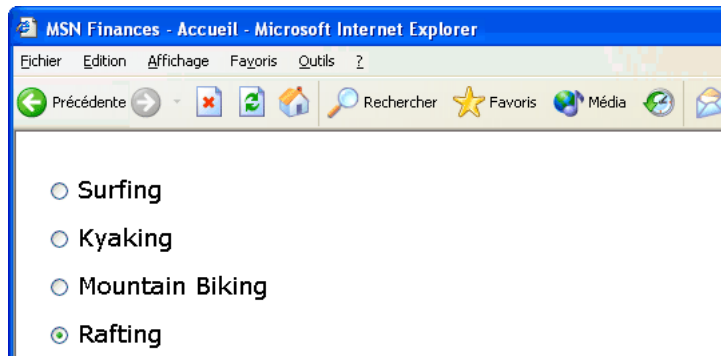 MSN Finances - Accueil - Microsoft Internet Explorer
Fichier Edition Affichage Favoris Outils ?
Précédente Rechercher Favoris Média
Surfing
Kyaking
Mountain Biking
Rafting